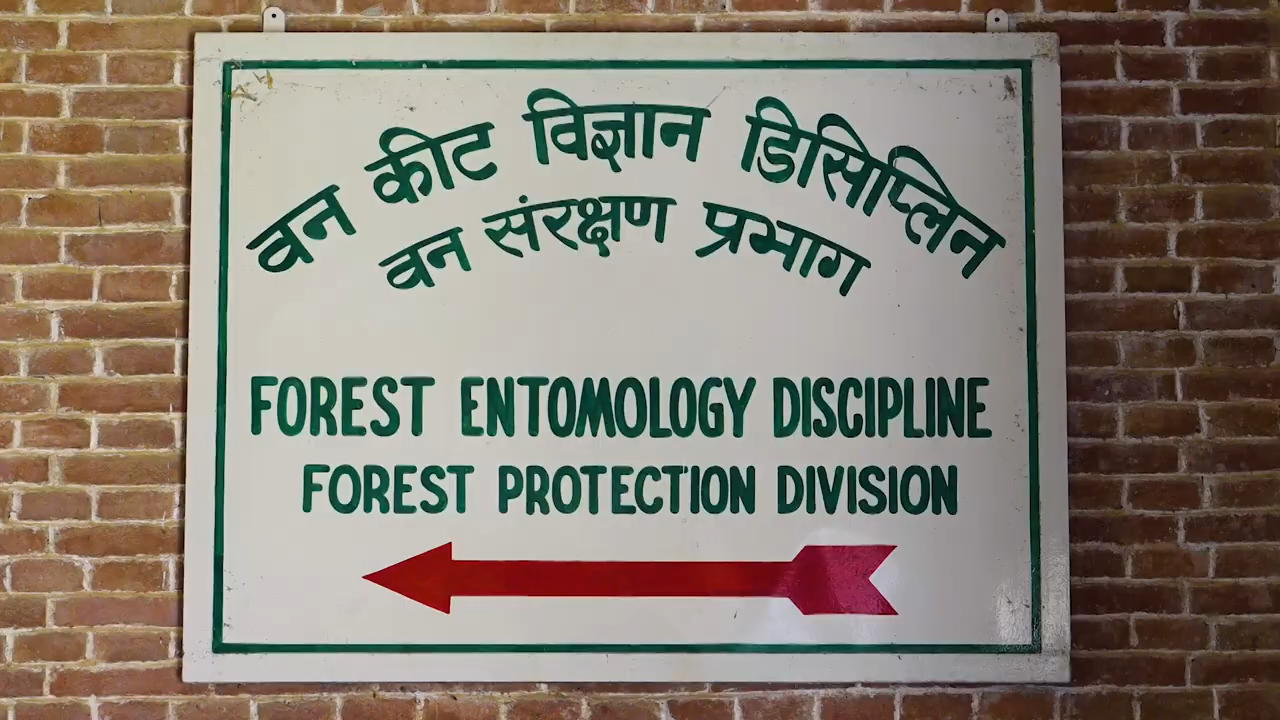 वन कीट विज्ञान डिसिप्लिन
वन संरक्षण प्रभाग
FOREST ENTOMOLOGY DISCIPLINE
FOREST PROTECTION DIVISION